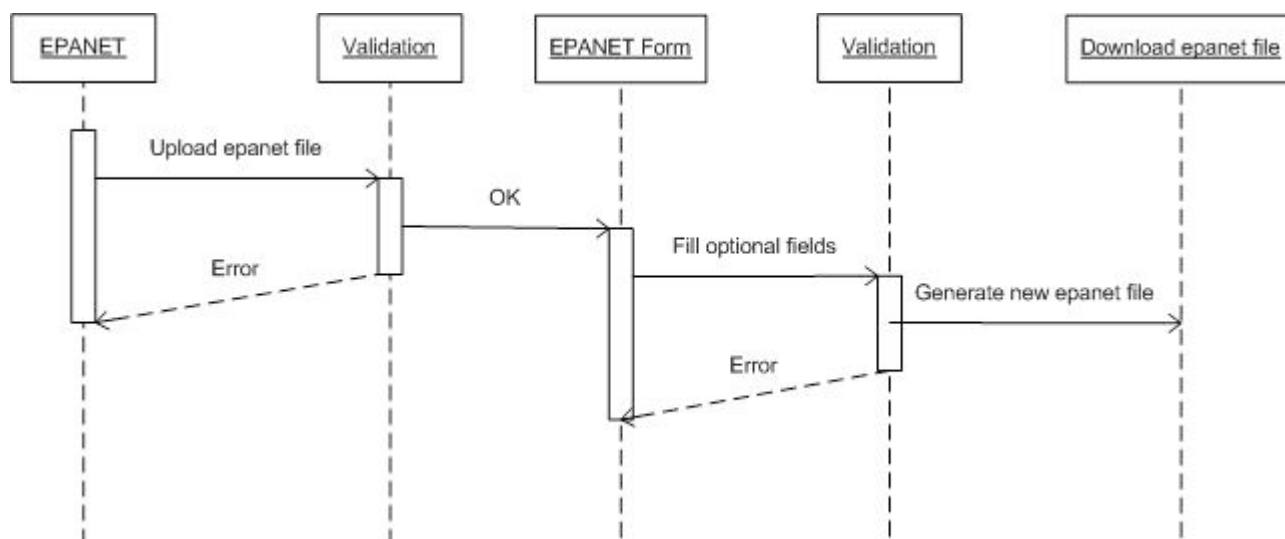 EPANET
Validation
EPANET Form
Validation
Download epanet file
Upload epanet file
OK
Fill optional fields
Error
Generate new epanet file
Error